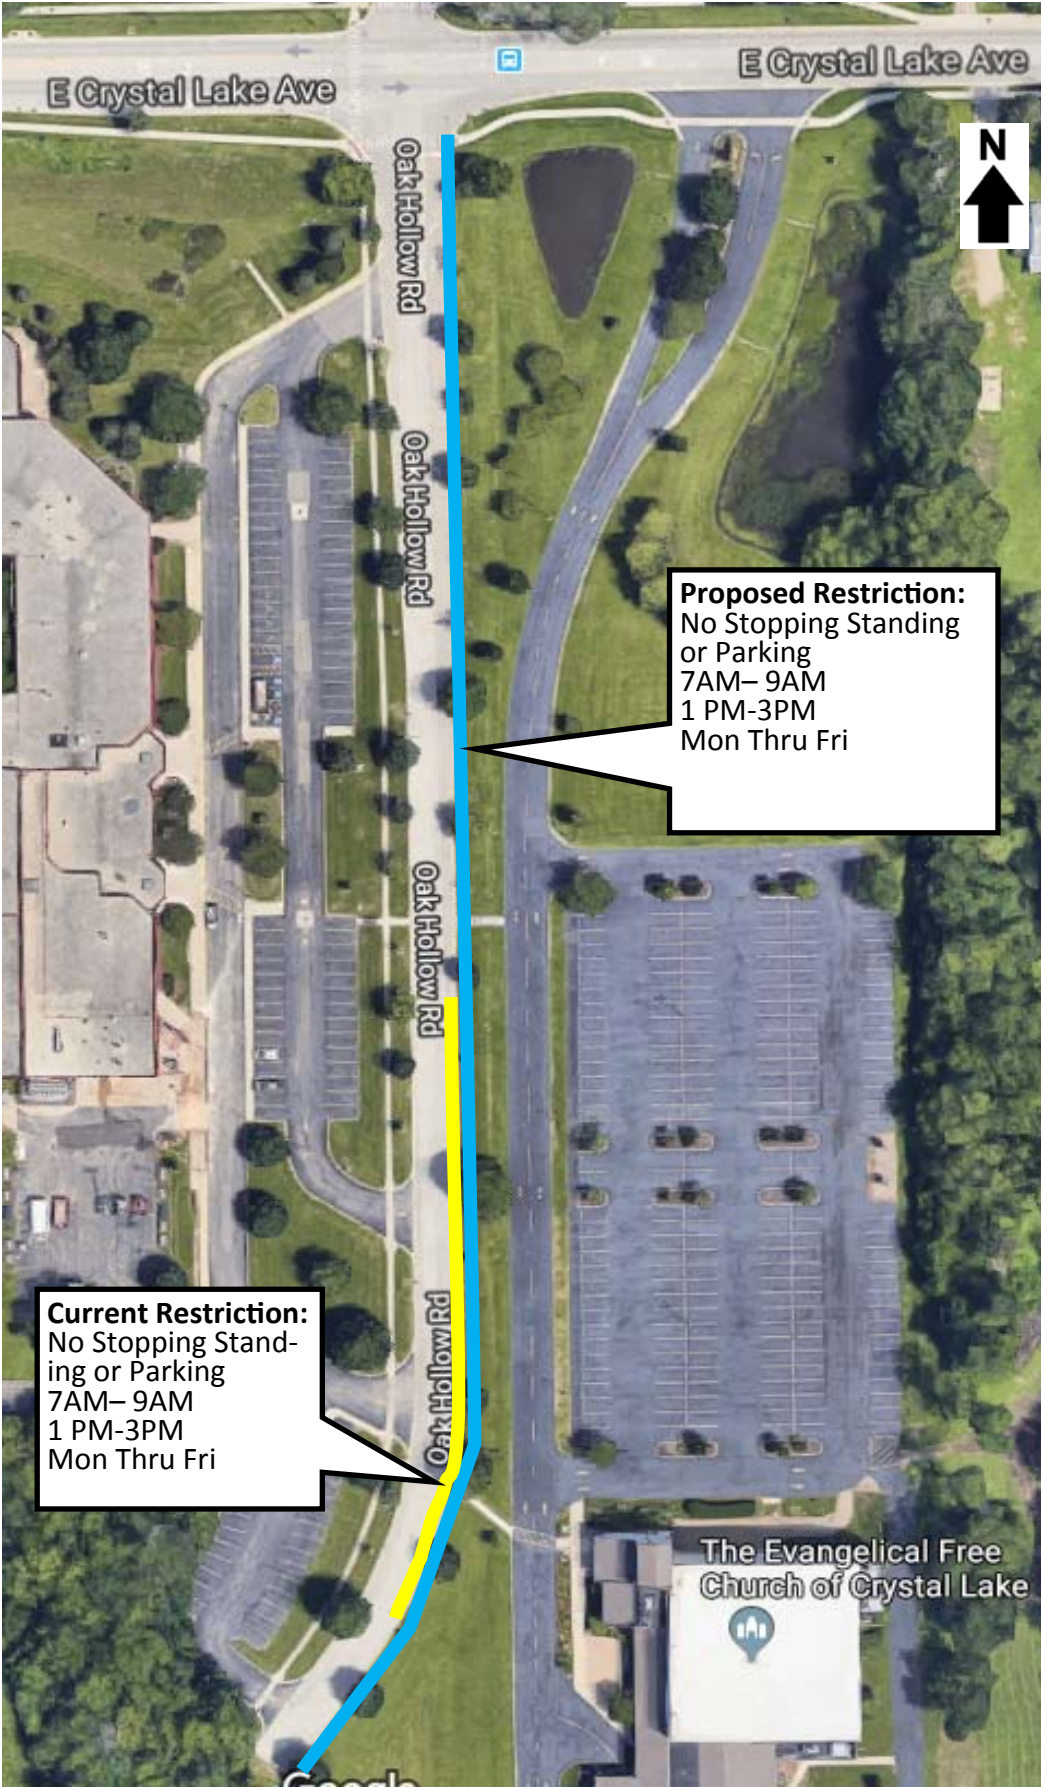 E Crystal Lake Ave
E Crystal Lake Ave
N
Oak Hollow Rd
Oak Hollow Rd
Proposed Restriction:
No Stopping Standing
or Parking
7AM– 9AM
1 PM-3PM
Mon Thru Fri
Oak Hollow Rd
Current Restriction:
No Stopping Stand-
ing or Parking
7AM– 9AM
1 PM-3PM
Mon Thru Fri
Oak Hollow Rd
The Evangelical Free
Church of Crystal Lake
Google